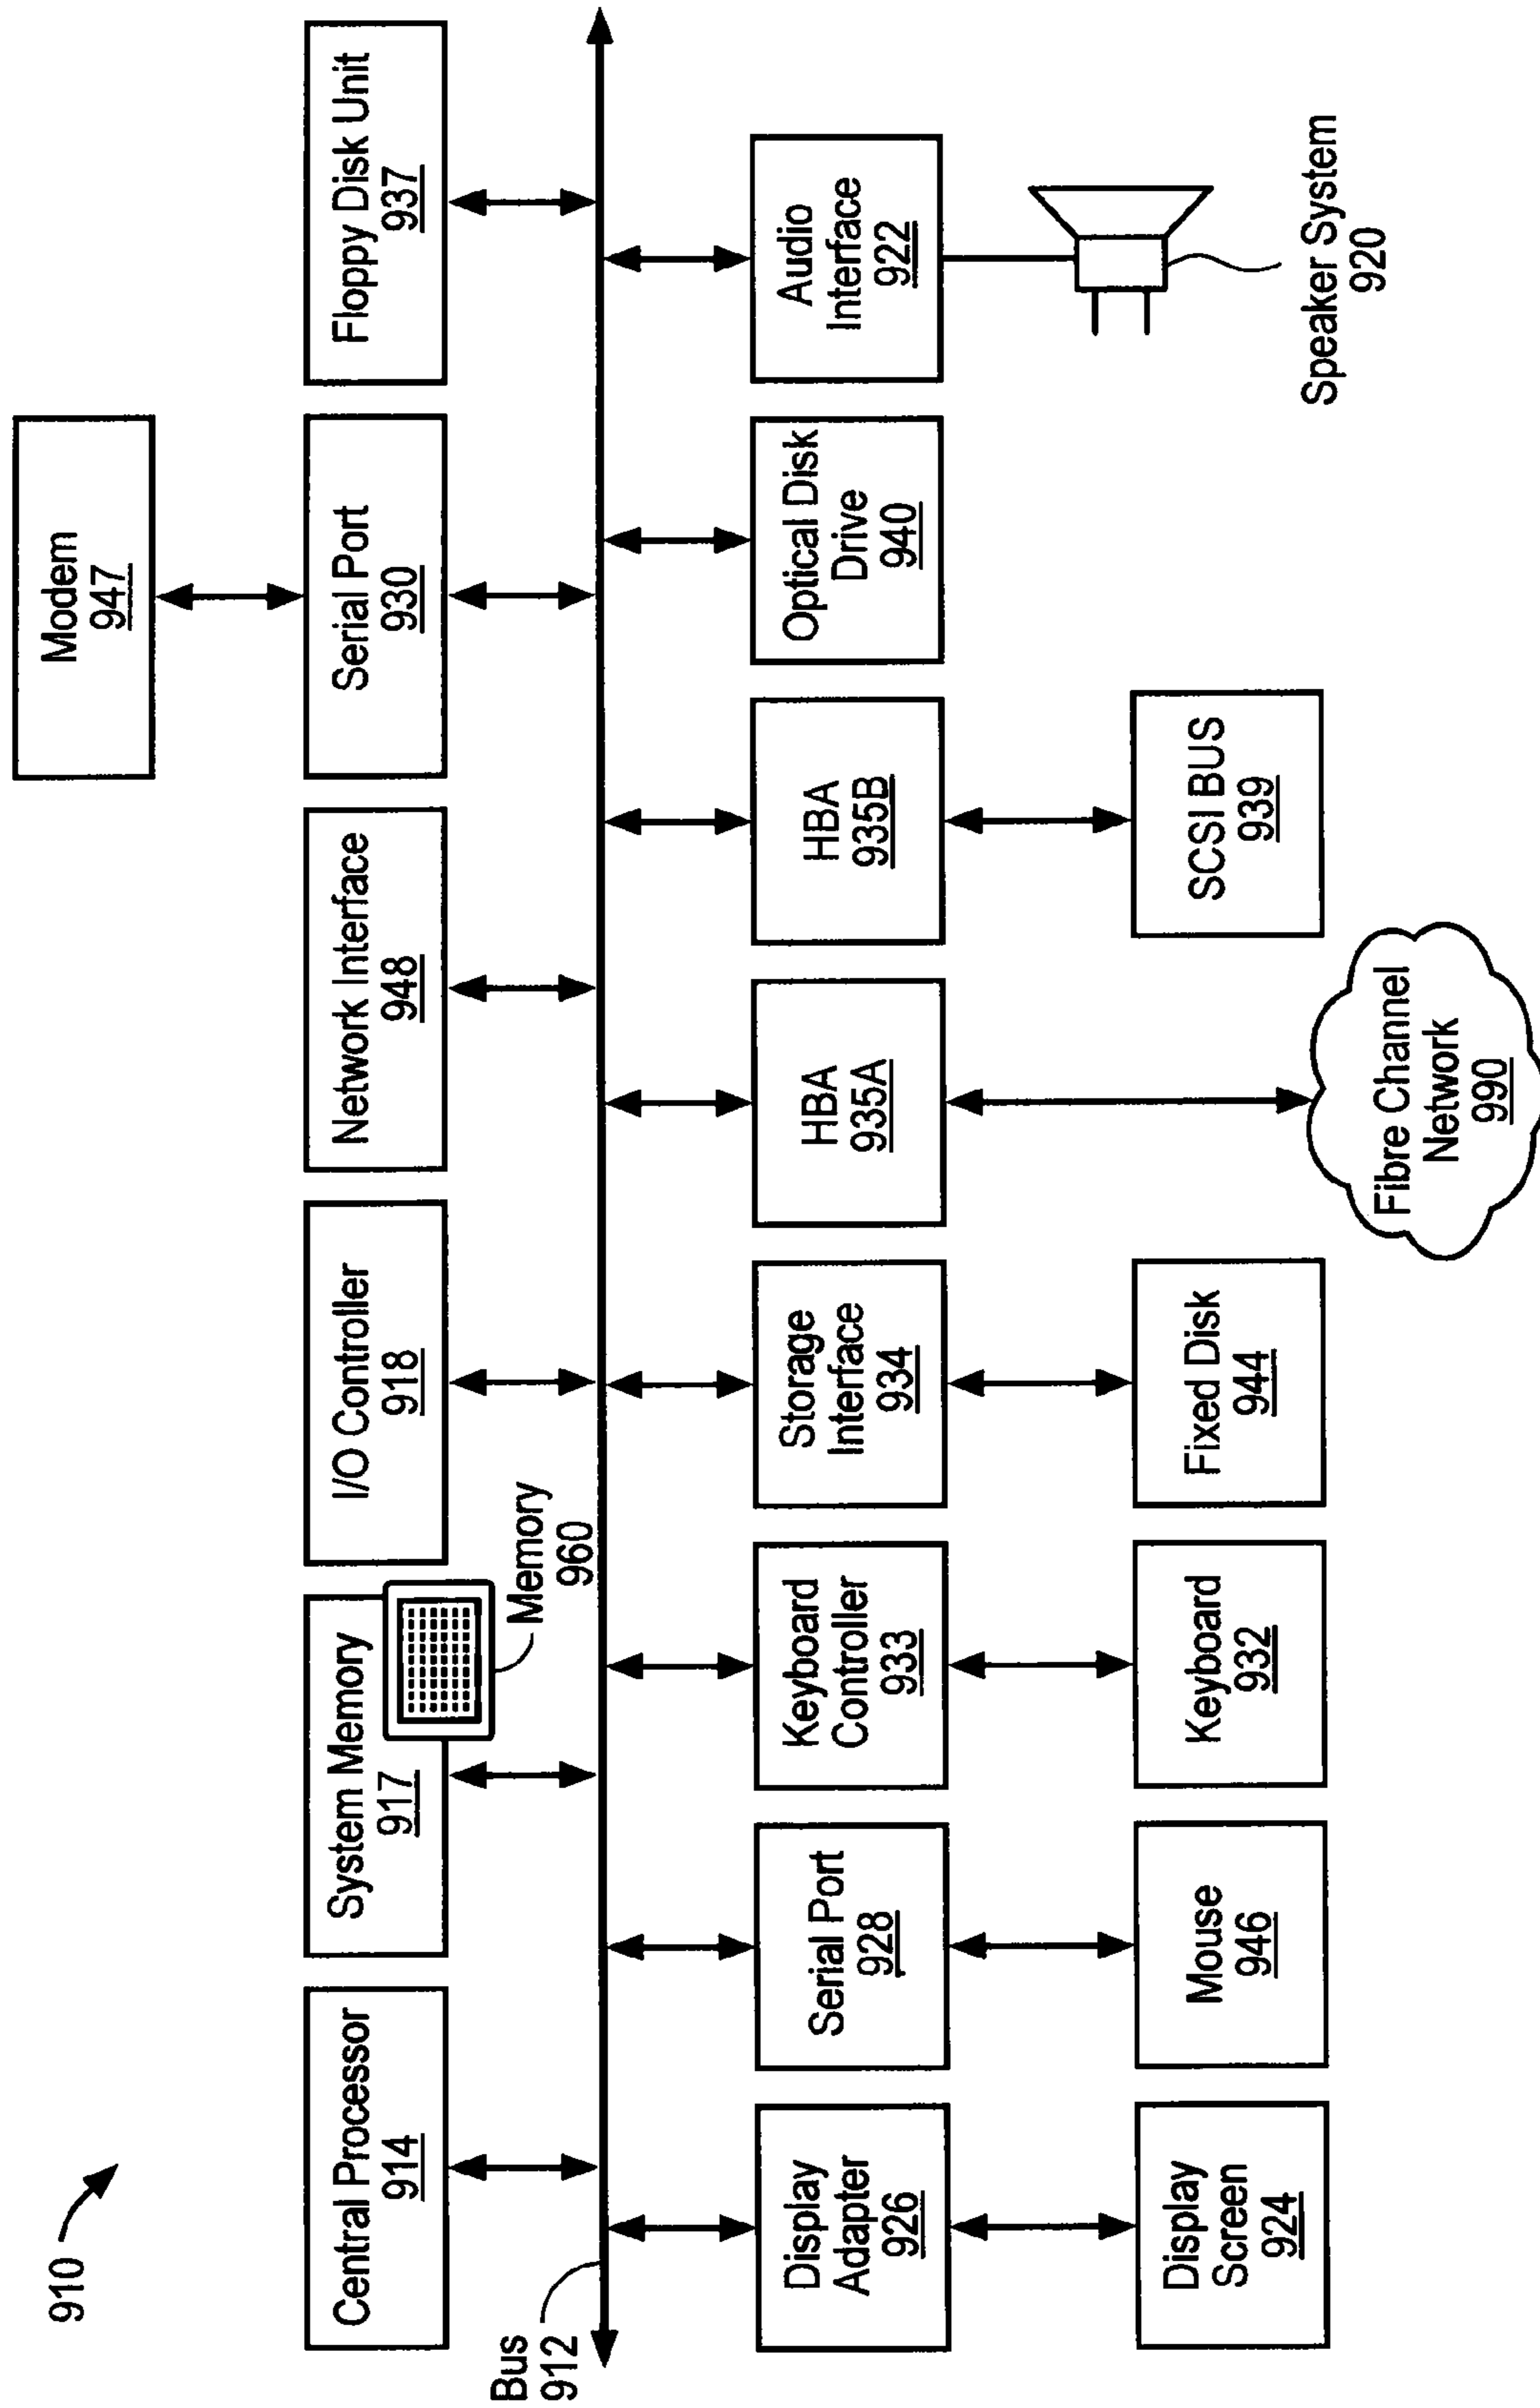 910
Modem
947
Central Processor
914
System Memory
917
I/O Controller
918
Network Interface
948
Serial Port
930
Floppy Disk Unit
937
Memory
960
Bus
912
Display
Adapter
926
Serial Port
928
Keyboard
Controller
933
Storage
Interface
934
HBA
935A
HBA
935B
Optical Disk
Drive
940
Audio
Interface
922
Display
Screen
924
Mouse
946
Keyboard
932
Fixed Disk
944
Fibre Channel
Network
990
SCSI BUS
939
Speaker System
920